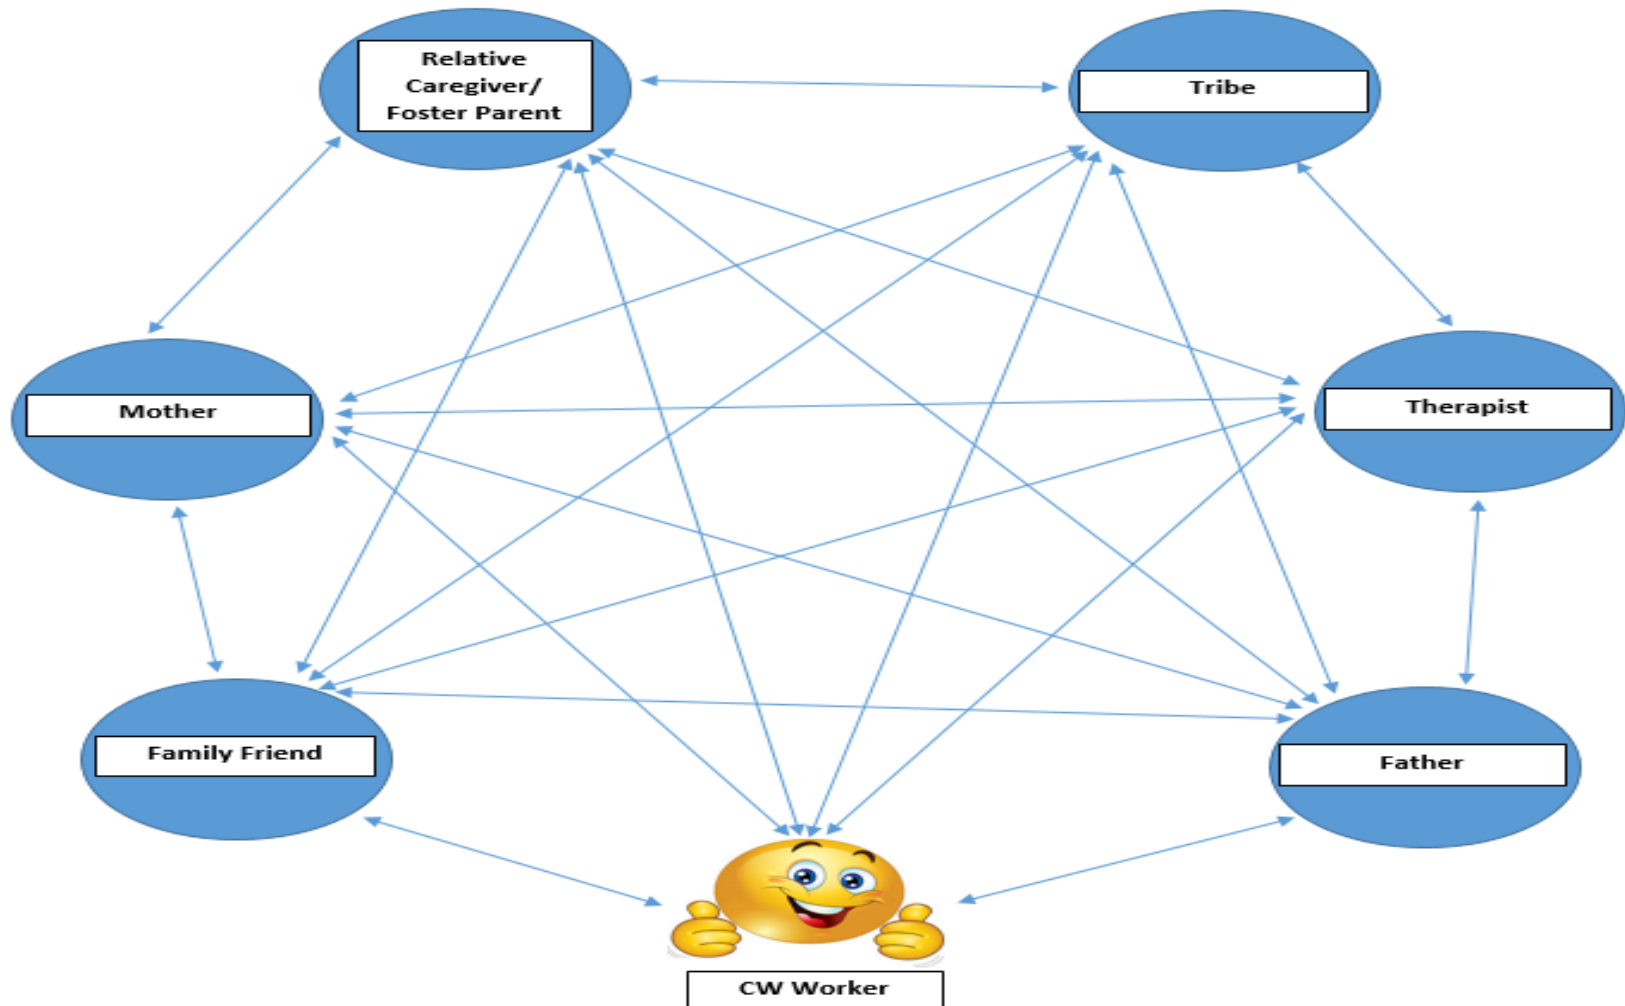 Relative
Caregiver/
Foster Parent
Tribe
Mother
Therapist
Family Friend
Father
CW Worker